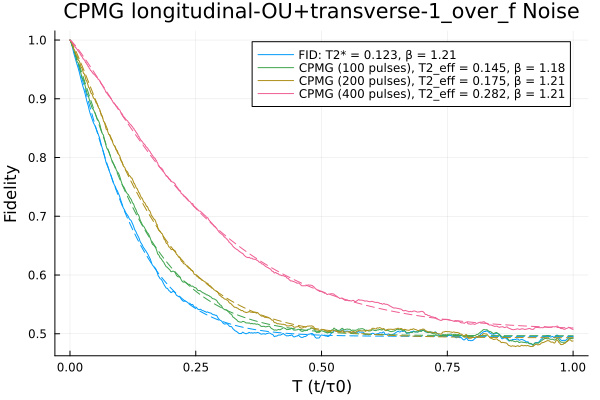 CPMG longitudinal-OU+transverse-1_over_f Noise
FID: T2* = 0.123, β = 1.21
CPMG (100 pulses), T2_eff = 0.145, β = 1.18
CPMG (200 pulses), T2_eff = 0.175, β = 1.21
CPMG (400 pulses), T2_eff = 0.282, β = 1.21
Fidelity
1.0
0.9
0.8
0.7
0.6
0.5
0.00
0.25
0.50
0.75
1.00
T (t/τ0)